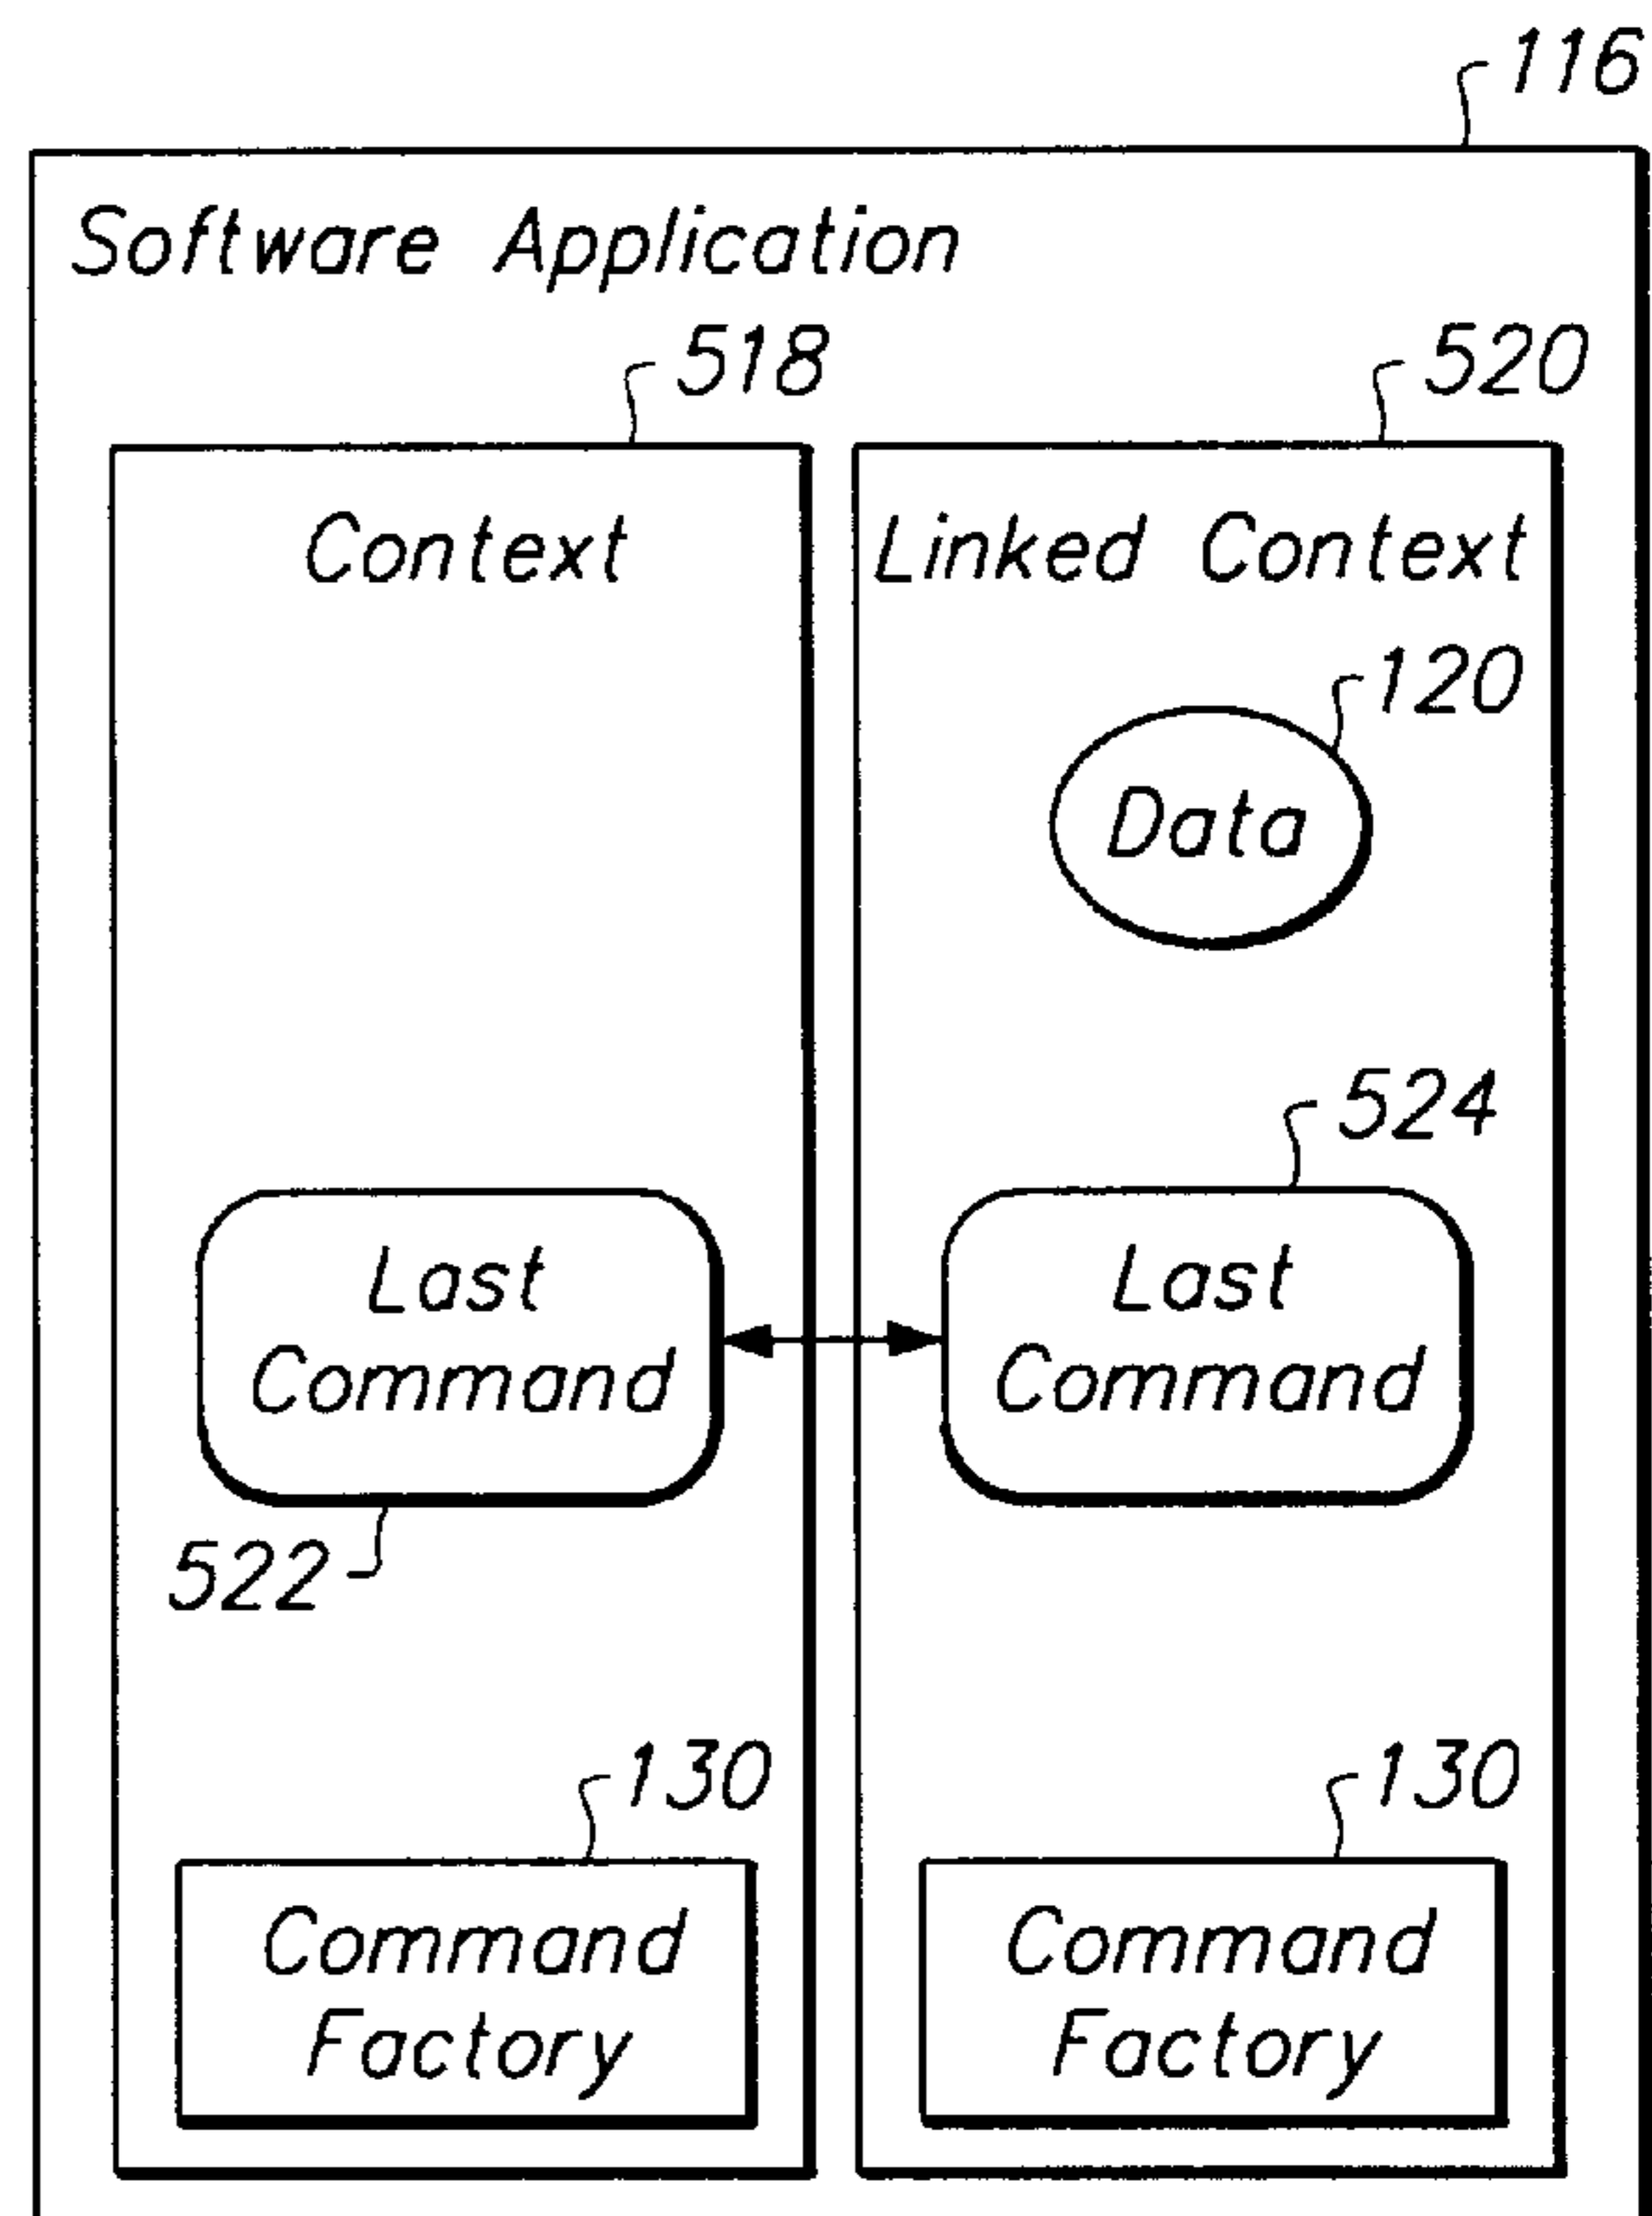 116
Software Application
518
520
Context
Linked Context
120
Data
524
Last
Command
Last
Command
522
130
130
Command
Factory
Command
Factory